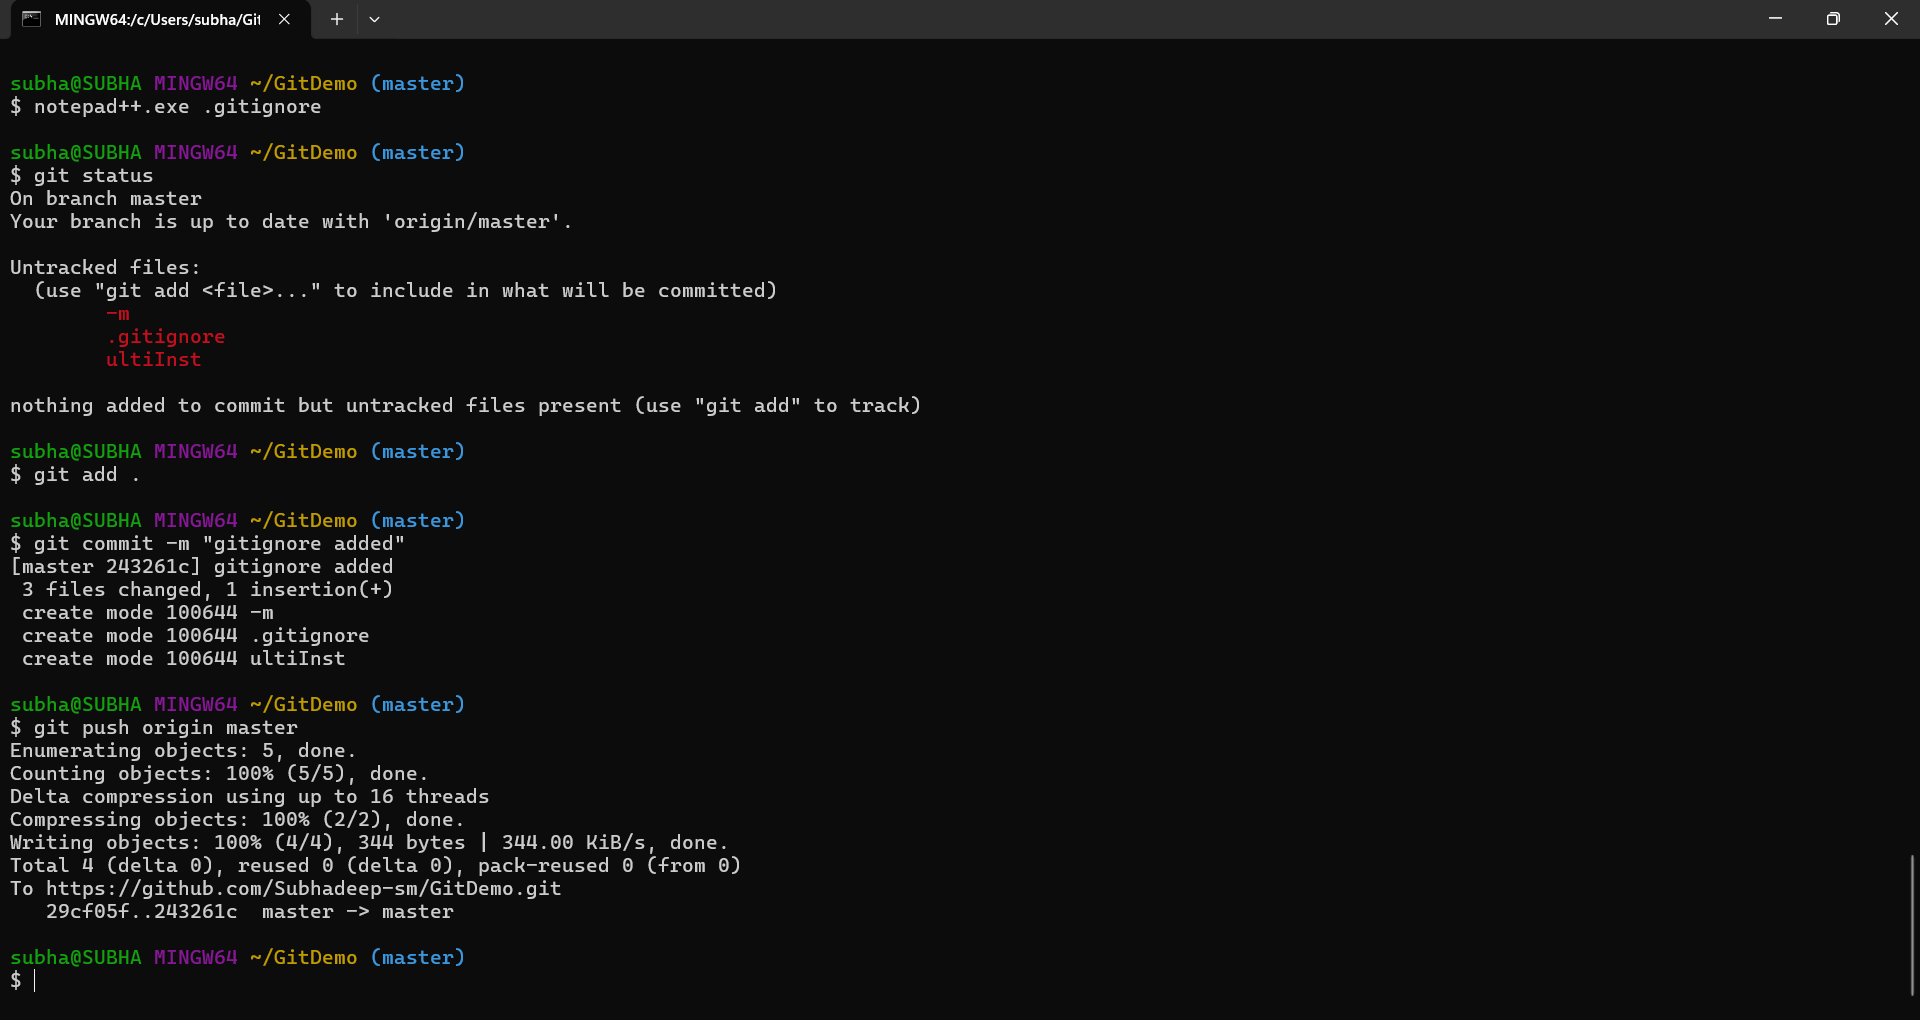 MINGW64:/c/Users/subha/Git
subha@SUBHA MINGW64 ~/GitDemo (master)
$ notepad++.exe .gitignore
subha@SUBHA MINGW64 ~/GitDemo (master)
$ git status
On branch master
Your branch is up to date with 'origin/master'.
Untracked files:
  (use "git add <file>..." to include in what will be committed)
        -m
        .gitignore
        ultiInst
nothing added to commit but untracked files present (use "git add" to track)
subha@SUBHA MINGW64 ~/GitDemo (master)
$ git add .
subha@SUBHA MINGW64 ~/GitDemo (master)
$ git commit -m "gitignore added"
[master 243261c] gitignore added
 3 files changed, 1 insertion(+)
 create mode 100644 -m
 create mode 100644 .gitignore
 create mode 100644 ultiInst
subha@SUBHA MINGW64 ~/GitDemo (master)
$ git push origin master
Enumerating objects: 5, done.
Counting objects: 100% (5/5), done.
Delta compression using up to 16 threads
Compressing objects: 100% (2/2), done.
Writing objects: 100% (4/4), 344 bytes | 344.00 KiB/s, done.
Total 4 (delta 0), reused 0 (delta 0), pack-reused 0 (from 0)
To https://github.com/Subhadeep-sm/GitDemo.git
   29cf05f..243261c  master -> master
subha@SUBHA MINGW64 ~/GitDemo (master)
$